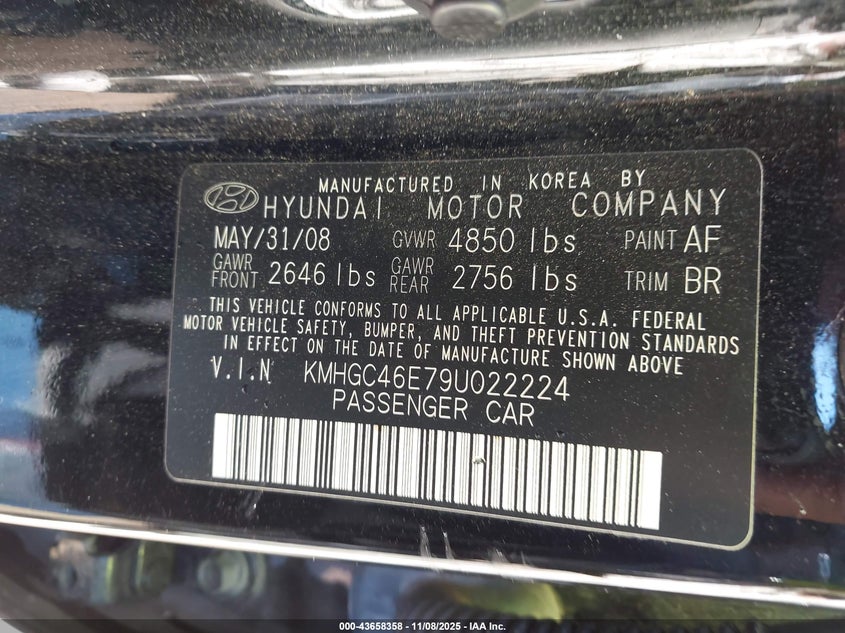 MANUFACTURED IN KOREA BY
HYUNDAI MOTOR COMPANY
MAY/31/08 GVWR 4850 lbs PAINT AF
GAWR FRONT 2646 lbs GAWR REAR 2756 lbs TRIM BR
THIS VEHICLE CONFORMS TO ALL APPLICABLE U.S.A. FEDERAL
MOTOR VEHICLE SAFETY, BUMPER, AND THEFT PREVENTION STANDARDS
IN EFFECT ON THE DATE OF MANUFACTURE SHOWN ABOVE
V.I.N KMHGC46E79U022224
PASSENGER CAR
000-43658358 - 11/08/2025 - IAA Inc.